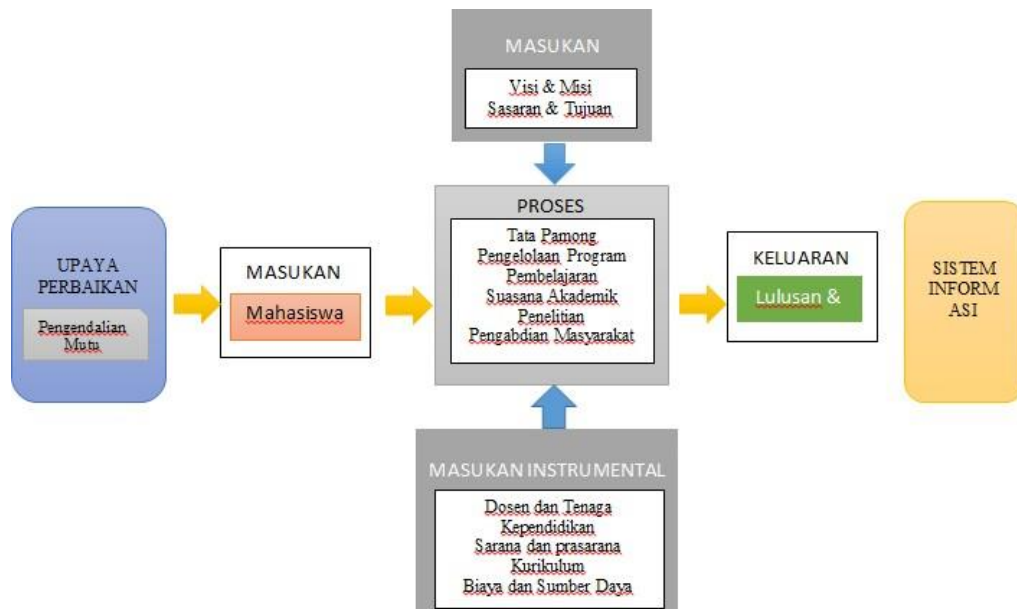 MASUKAN
Visi & Misi
Sasaran & Tujuan
UPAYA
PERBAIKAN
Pengendalian
Mutu
MASUKAN
Mahasiswa
PROSES
Tata Pamong
Pengelolaan Program
Pembelajaran
Suasana Akademik
Penelitian
Pengabdian Masyarakat
KELUARAN
Lulusan &
SISTEM
INFORM
ASI
MASUKAN INSTRUMENTAL
Dosen dan Tenaga
Kependidikan
Sarana dan prasarana
Kurikulum
Biaya dan Sumber Daya